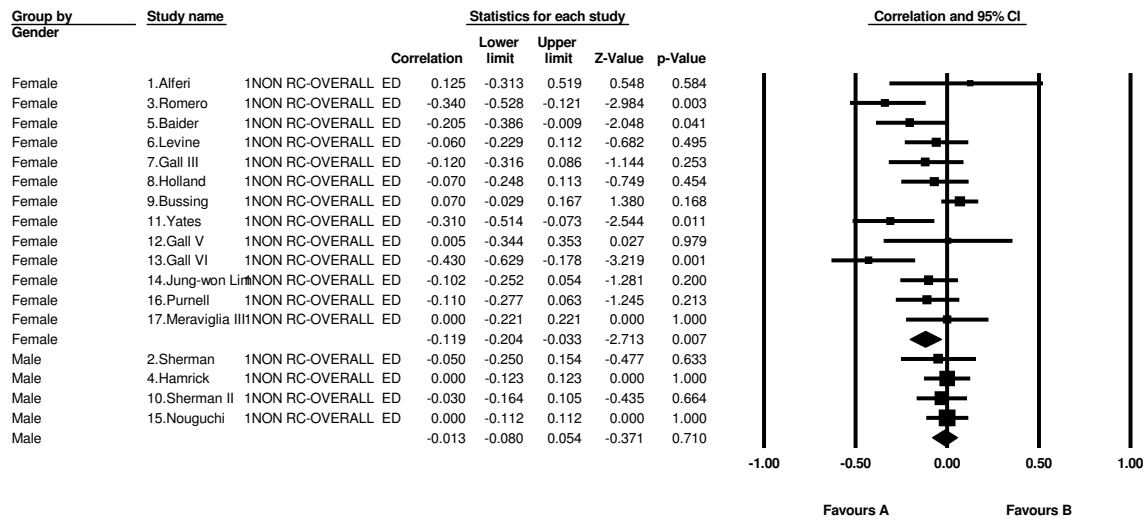 Group by Study name Statistics for each study Correlation and 95% CI
Gender
Lower Upper
Correlation limit limit Z-Value p-Value
Female 1.Alferi 1NON RC-OVERALL ED 0.125 -0.313 0.519 0.548 0.584
Female 3.Romero 1NON RC-OVERALL ED -0.340 -0.528 -0.121 -2.984 0.003
Female 5.Baider 1NON RC-OVERALL ED -0.205 -0.386 -0.009 -2.048 0.041
Female 6.Levine 1NON RC-OVERALL ED -0.060 -0.229 0.112 -0.682 0.495
Female 7.Gall III 1NON RC-OVERALL ED -0.120 -0.316 0.086 -1.144 0.253
Female 8.Holland 1NON RC-OVERALL ED -0.070 -0.248 0.113 -0.749 0.454
Female 9.Bussing 1NON RC-OVERALL ED 0.070 -0.029 0.167 1.380 0.168
Female 11.Yates 1NON RC-OVERALL ED -0.310 -0.514 -0.073 -2.544 0.011
Female 12.Gall V 1NON RC-OVERALL ED 0.005 -0.344 0.353 0.027 0.979
Female 13.Gall VI 1NON RC-OVERALL ED -0.430 -0.629 -0.178 -3.219 0.001
Female 14.Jung-won Lim 1NON RC-OVERALL ED -0.102 -0.252 0.054 -1.281 0.200
Female 16.Purnell 1NON RC-OVERALL ED -0.110 -0.277 0.063 -1.245 0.213
Female 17.Meraviglia III 1NON RC-OVERALL ED 0.000 -0.221 0.221 0.000 1.000
Female -0.119 -0.204 -0.033 -2.713 0.007
Male 2.Sherman 1NON RC-OVERALL ED -0.050 -0.250 0.154 -0.477 0.633
Male 4.Hamrick 1NON RC-OVERALL ED 0.000 -0.123 0.123 0.000 1.000
Male 10.Sherman II 1NON RC-OVERALL ED -0.030 -0.164 0.105 -0.435 0.664
Male 15.Nouguchi 1NON RC-OVERALL ED 0.000 -0.112 0.112 0.000 1.000
Male -0.013 -0.080 0.054 -0.371 0.710
-1.00 -0.50 0.00 0.50 1.00
Favours A Favours B